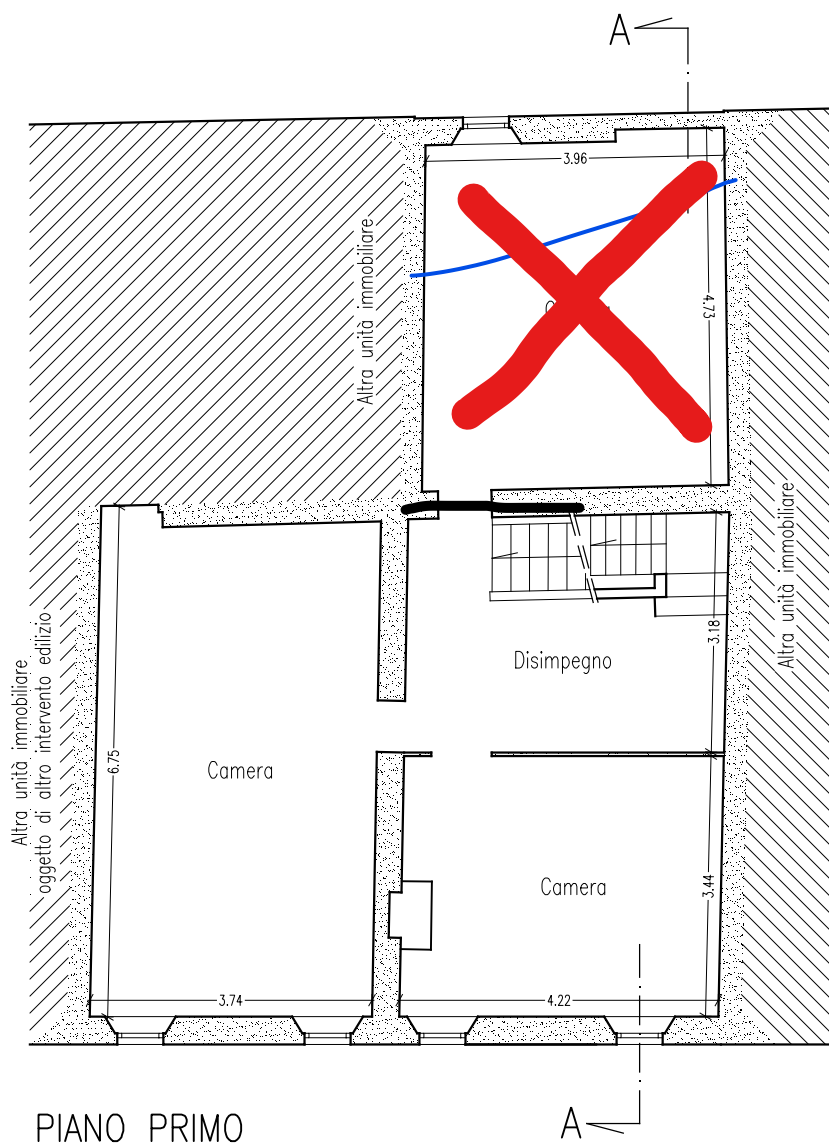 A
3.96
Altra unità immobiliare
4.73
Altra unità immobiliare
3.18
Disimpegno
Altra unità immobiliare
oggetto di altro intervento edilizio
6.75
Camera
Camera
3.44
3.74
4.22
PIANO PRIMO
A